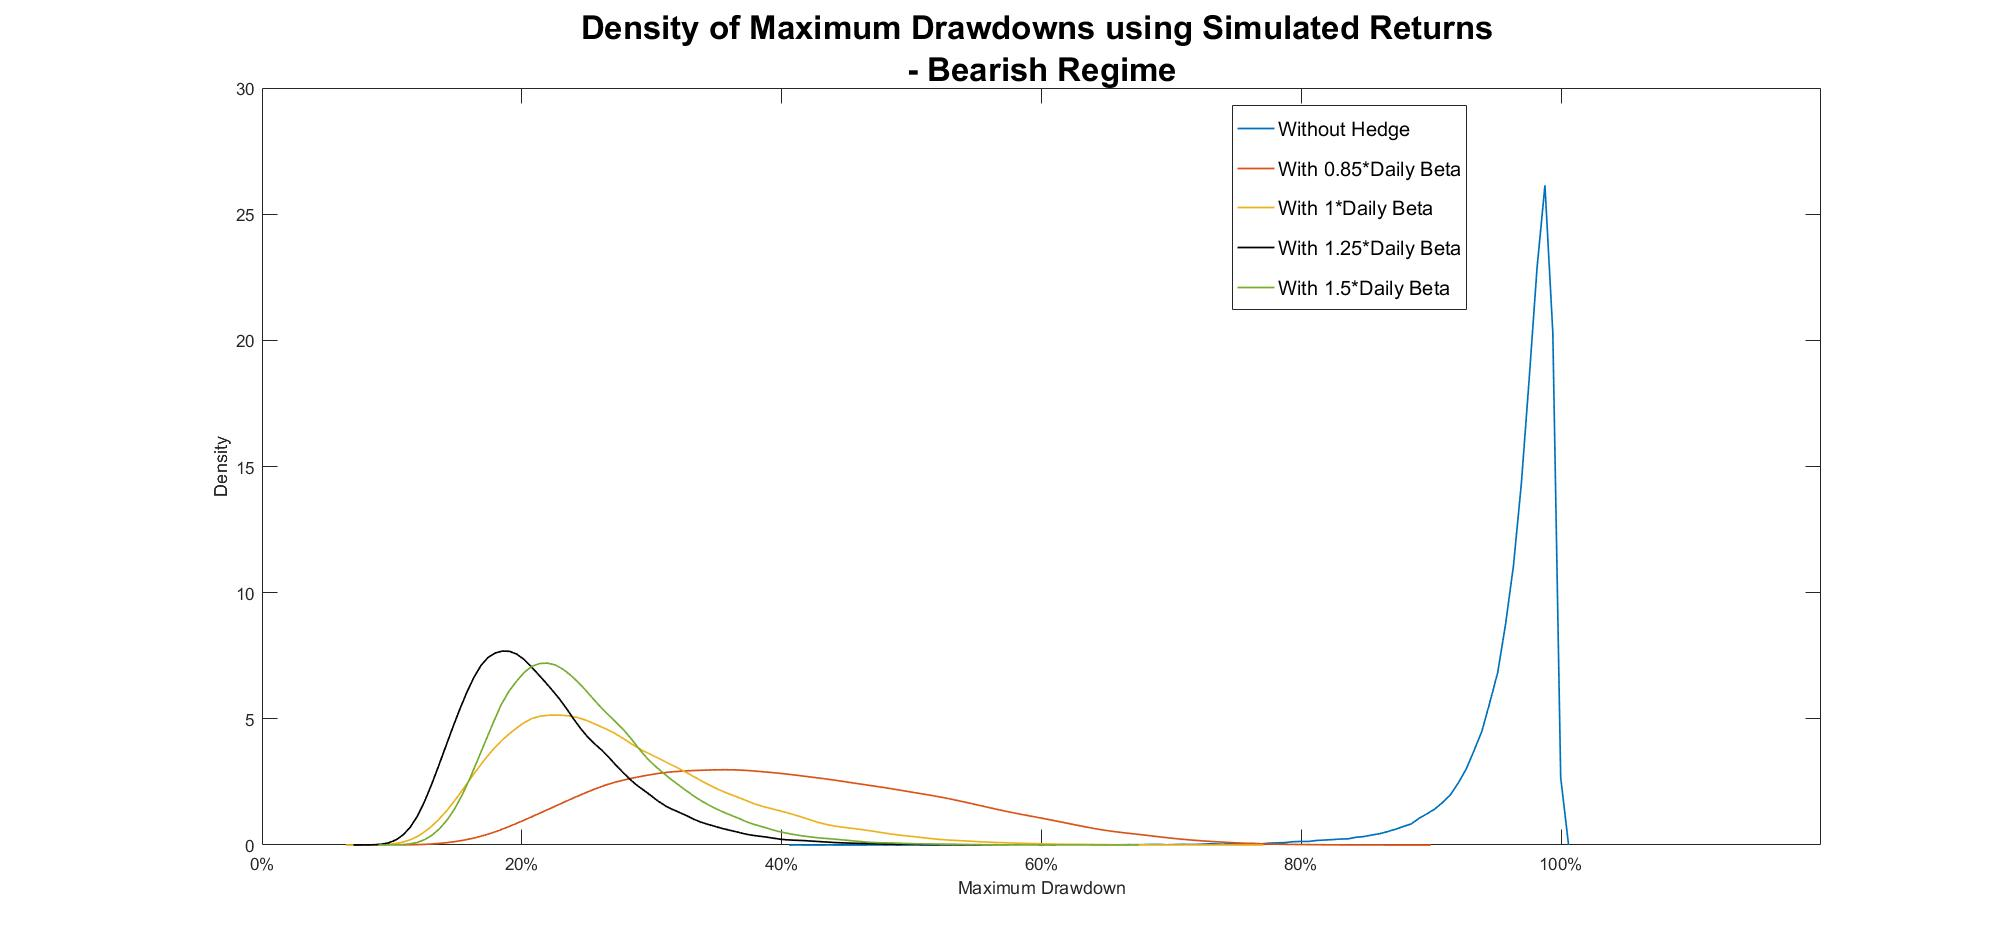 Density of Maximum Drawdowns using Simulated Returns
- Bearish Regime
30
25
20
15
10
5
0
Density
Without Hedge
With 0.85*Daily Beta
With 1*Daily Beta
With 1.25*Daily Beta
With 1.5*Daily Beta
0%
20%
40%
60%
80%
100%
Maximum Drawdown